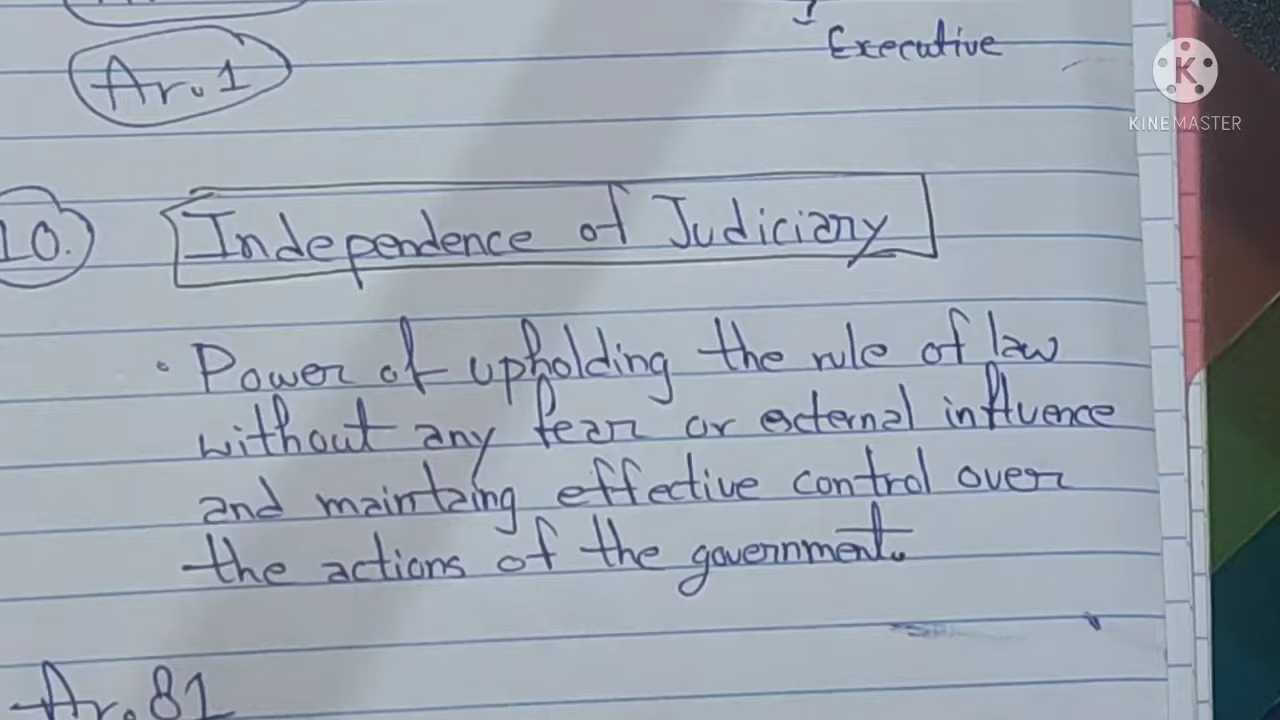 Executive
Ar. 1
KINEMASTER
10. Independence of Judiciary
• Power of upholding the rule of law
without any fear or external influence
and maintaing effective control over
the actions of the government.
Ar. 81